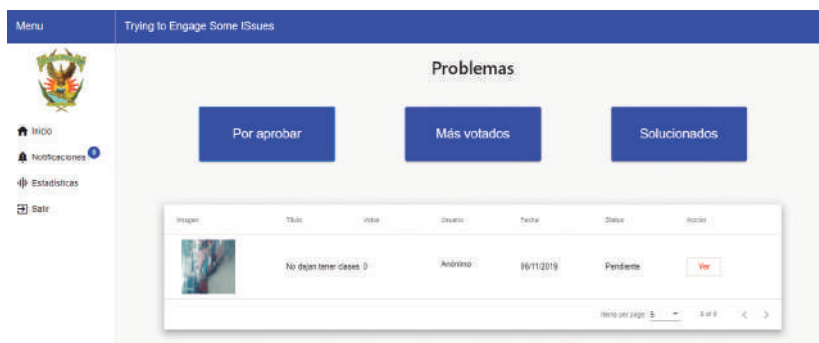 Menu
Trying to Engage Some ISsues
Problemas
Inicio
Notificaciones
Estadísticas
Salir
Por aprobar
Más votados
Solucionados
Imagen Título Votos Usuario Fecha Status Acción
No dejan tener clases 0 Anónimo 06/11/2019 Pendiente Ver
Items per page: 5